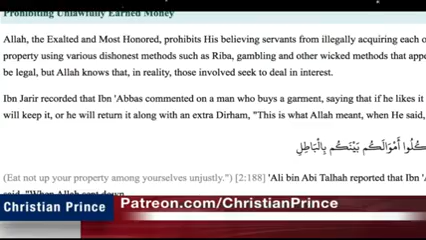 Prohibiting Unlawfully Earned Money
Allah, the Exalted and Most Honored, prohibits His believing servants from illegally acquiring each o
property using various dishonest methods such as Riba, gambling and other wicked methods that appe
be legal, but Allah knows that, in reality, those involved seek to deal in interest.
Ibn Jarir recorded that Ibn 'Abbas commented on a man who buys a garment, saying that if he likes it
will keep it, or he will return it along with an extra Dirham, "This is what Allah meant, when He said,
كُلُوا أَمْوَالَكُم بَيْنَكُم بِالْبَاطِلِ
(Eat not up your property among yourselves unjustly.") [2:188] 'Ali bin Abi Talhah reported that Ibn '
said, "When Allah sent down
Christian Prince
Patreon.com/ChristianPrince